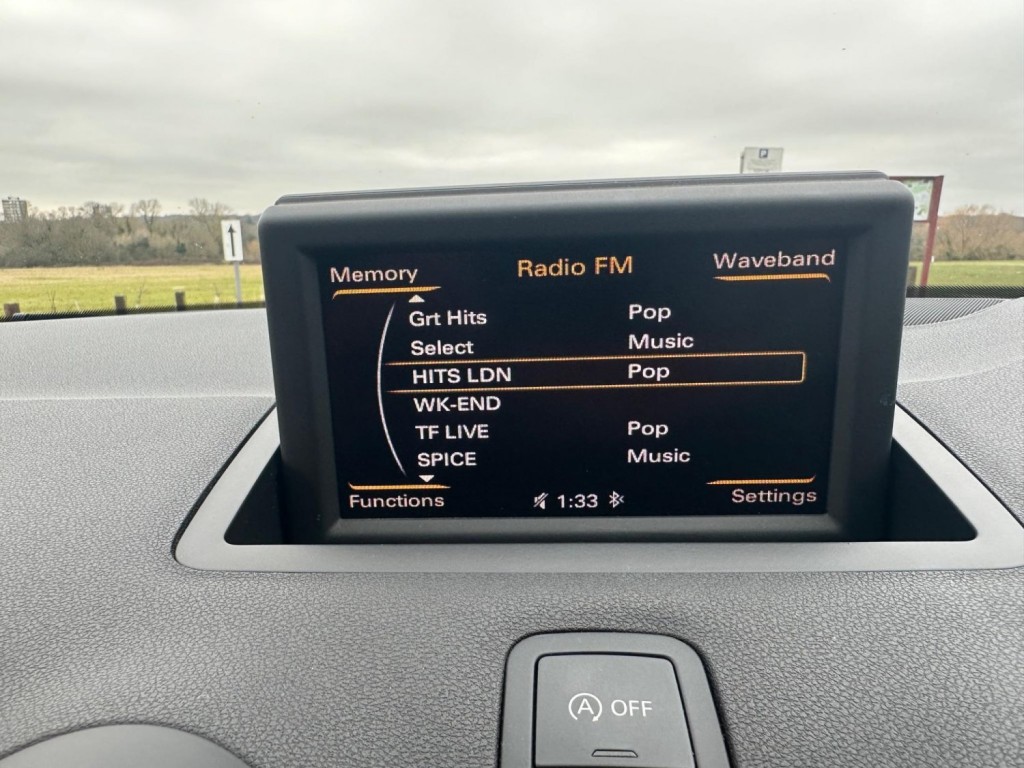 P
Memory Radio FM Waveband
Grt Hits Pop
Select Music
HITS LDN Pop
WK-END
TF LIVE Pop
SPICE Music
Functions 1:33 Settings
A OFF